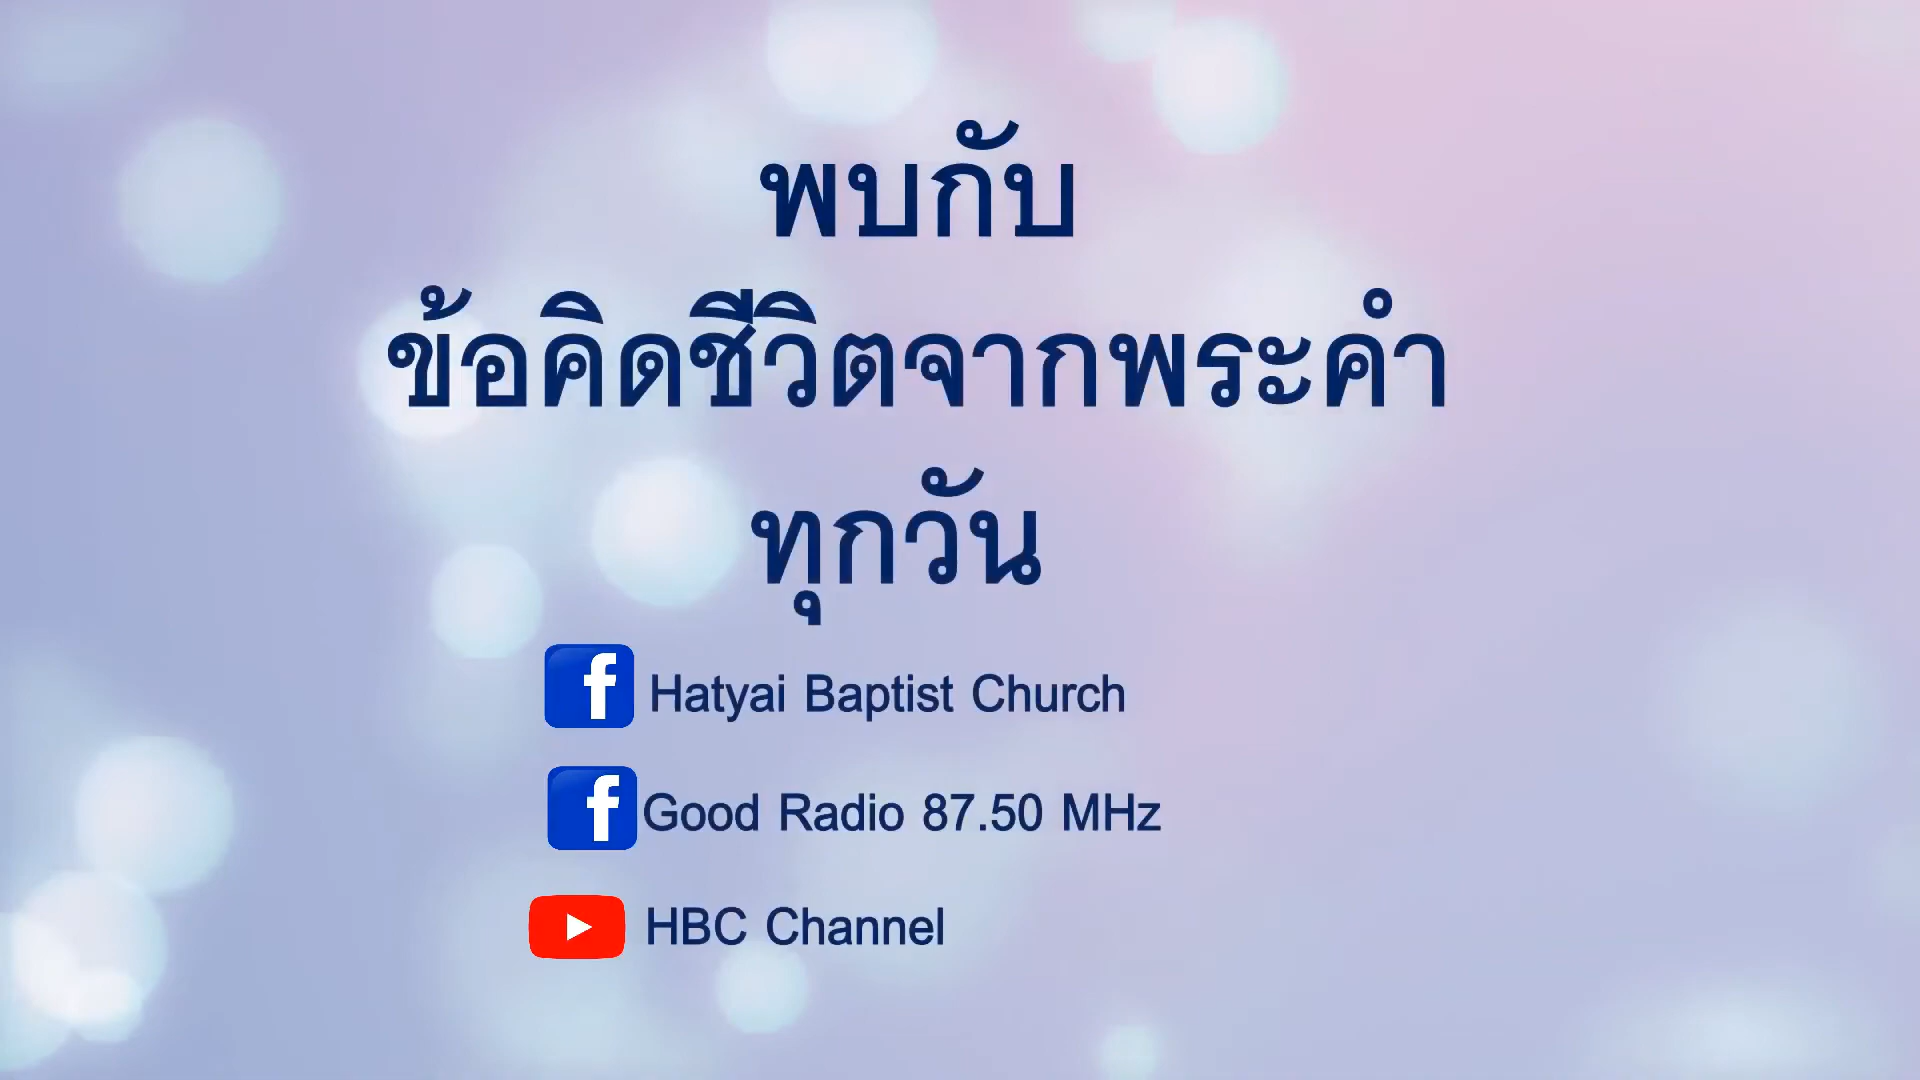 พบกับ
ข้อคิดชีวิตจากพระคำ
ทุกวัน
f Hatyai Baptist Church
f Good Radio 87.50 MHz
HBC Channel